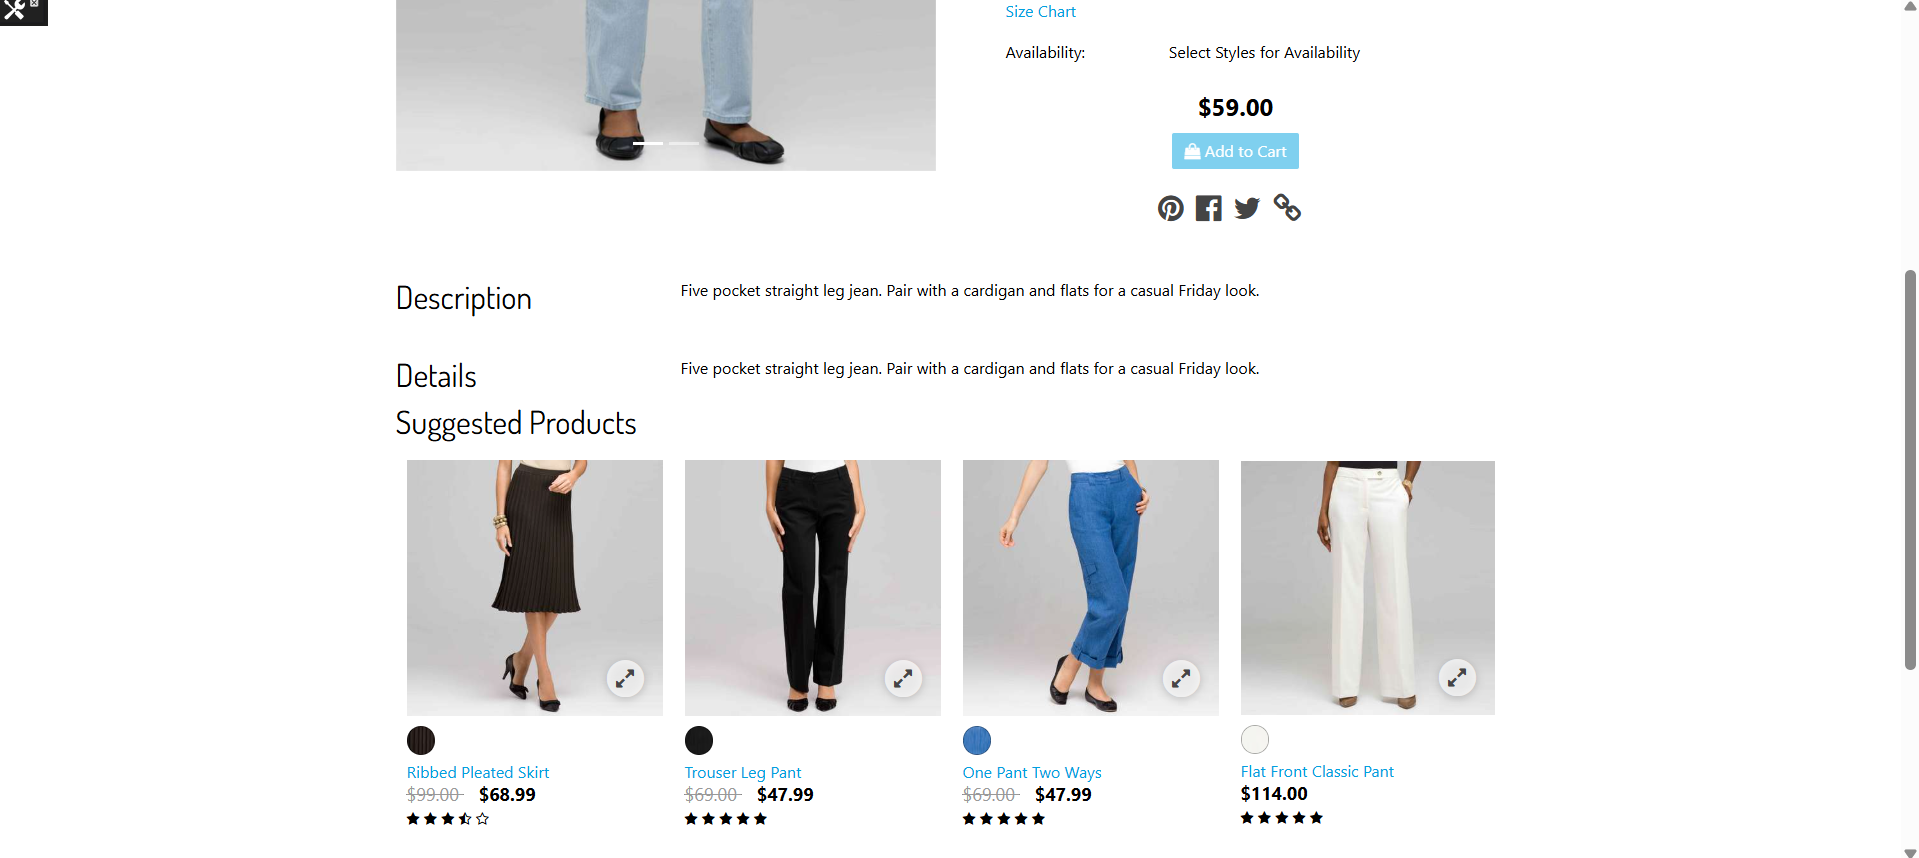 Size Chart
Availability: Select Styles for Availability
$59.00
Add to Cart
Description
Five pocket straight leg jean. Pair with a cardigan and flats for a casual Friday look.
Details
Five pocket straight leg jean. Pair with a cardigan and flats for a casual Friday look.
Suggested Products
Ribbed Pleated Skirt
$99.00 $68.99
Trouser Leg Pant
$69.00 $47.99
One Pant Two Ways
$69.00 $47.99
Flat Front Classic Pant
$114.00